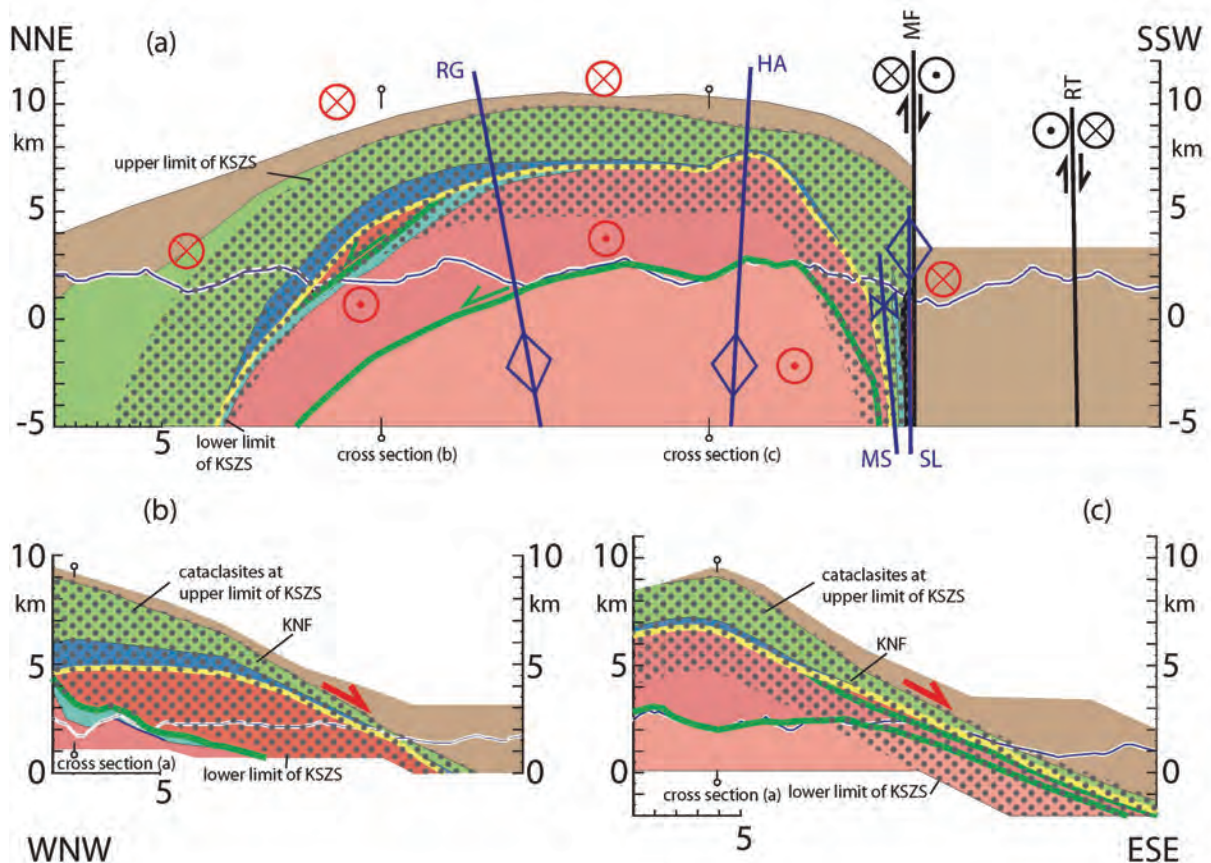 NNE
(a)
RG
HA
MF
RT
SSW
10
km
5
0
-5
10
km
5
0
-5
upper limit of KSZS
lower limit
of KSZS
5
cross section (b)
cross section (c)
MS
SL
(b)
10
km
5
0
10
km
5
0
cataclasites at
upper limit of KSZS
KNF
cross section (a)
5
lower limit of KSZS
WNW
(c)
10
km
5
0
10
km
5
0
cataclasites at
upper limit of KSZS
KNF
cross section (a)
lower limit of KSZS
5
ESE